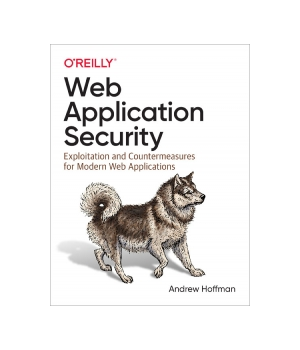 O'REILLY®
Web
Application
Security
Exploitation and Countermeasures
for Modern Web Applications
Andrew Hoffman